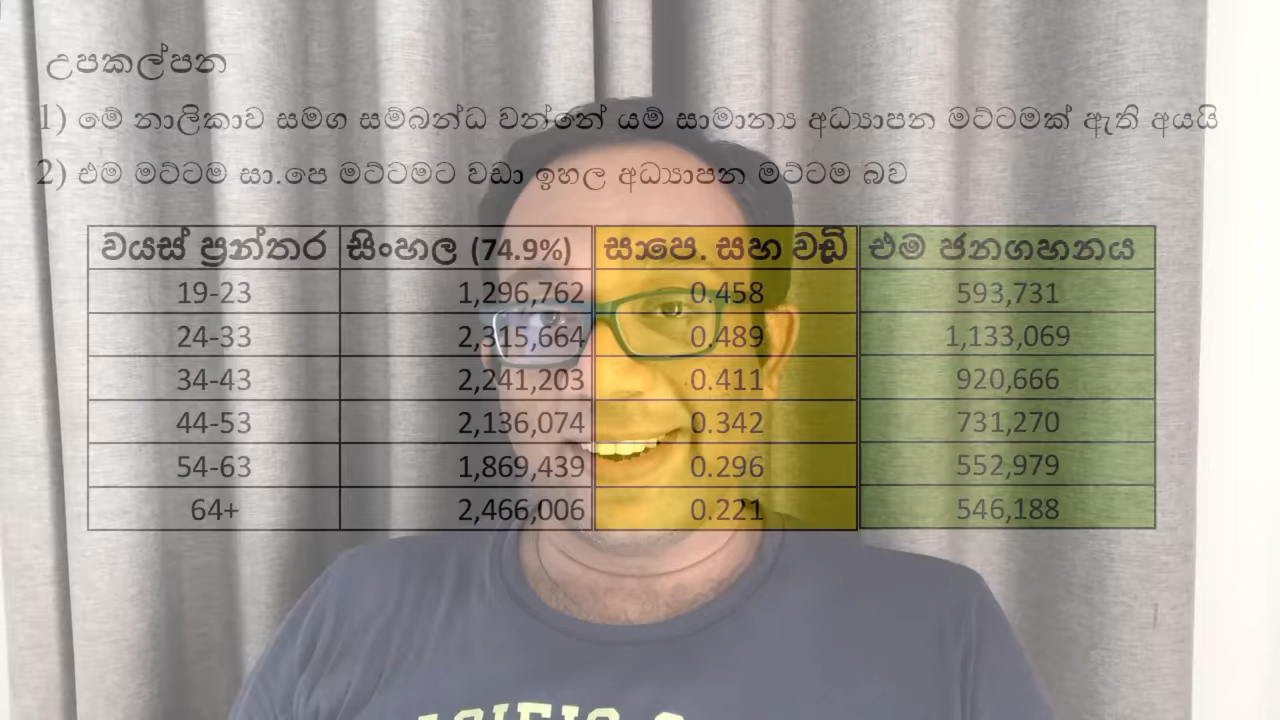 උපකල්පන
1) මේ නාලිකාව සමග සම්බන්ධ වන්නේ යම් සාමාන්‍ය අධ්‍යාපන මට්ටමක් ඇති අයයි
2) එම මට්ටම සා.පෙ මට්ටමට වඩා ඉහල අධ්‍යාපන මට්ටම බව
වයස් ප්‍රාන්තර සිංහල (74.9%) සා.පෙ. සහ වැඩි එම ජනගහනය
19-23 1,296,762 0.458 593,731
24-33 2,315,664 0.489 1,133,069
34-43 2,241,203 0.411 920,666
44-53 2,136,074 0.342 731,270
54-63 1,869,439 0.296 552,979
64+ 2,466,006 0.221 546,188